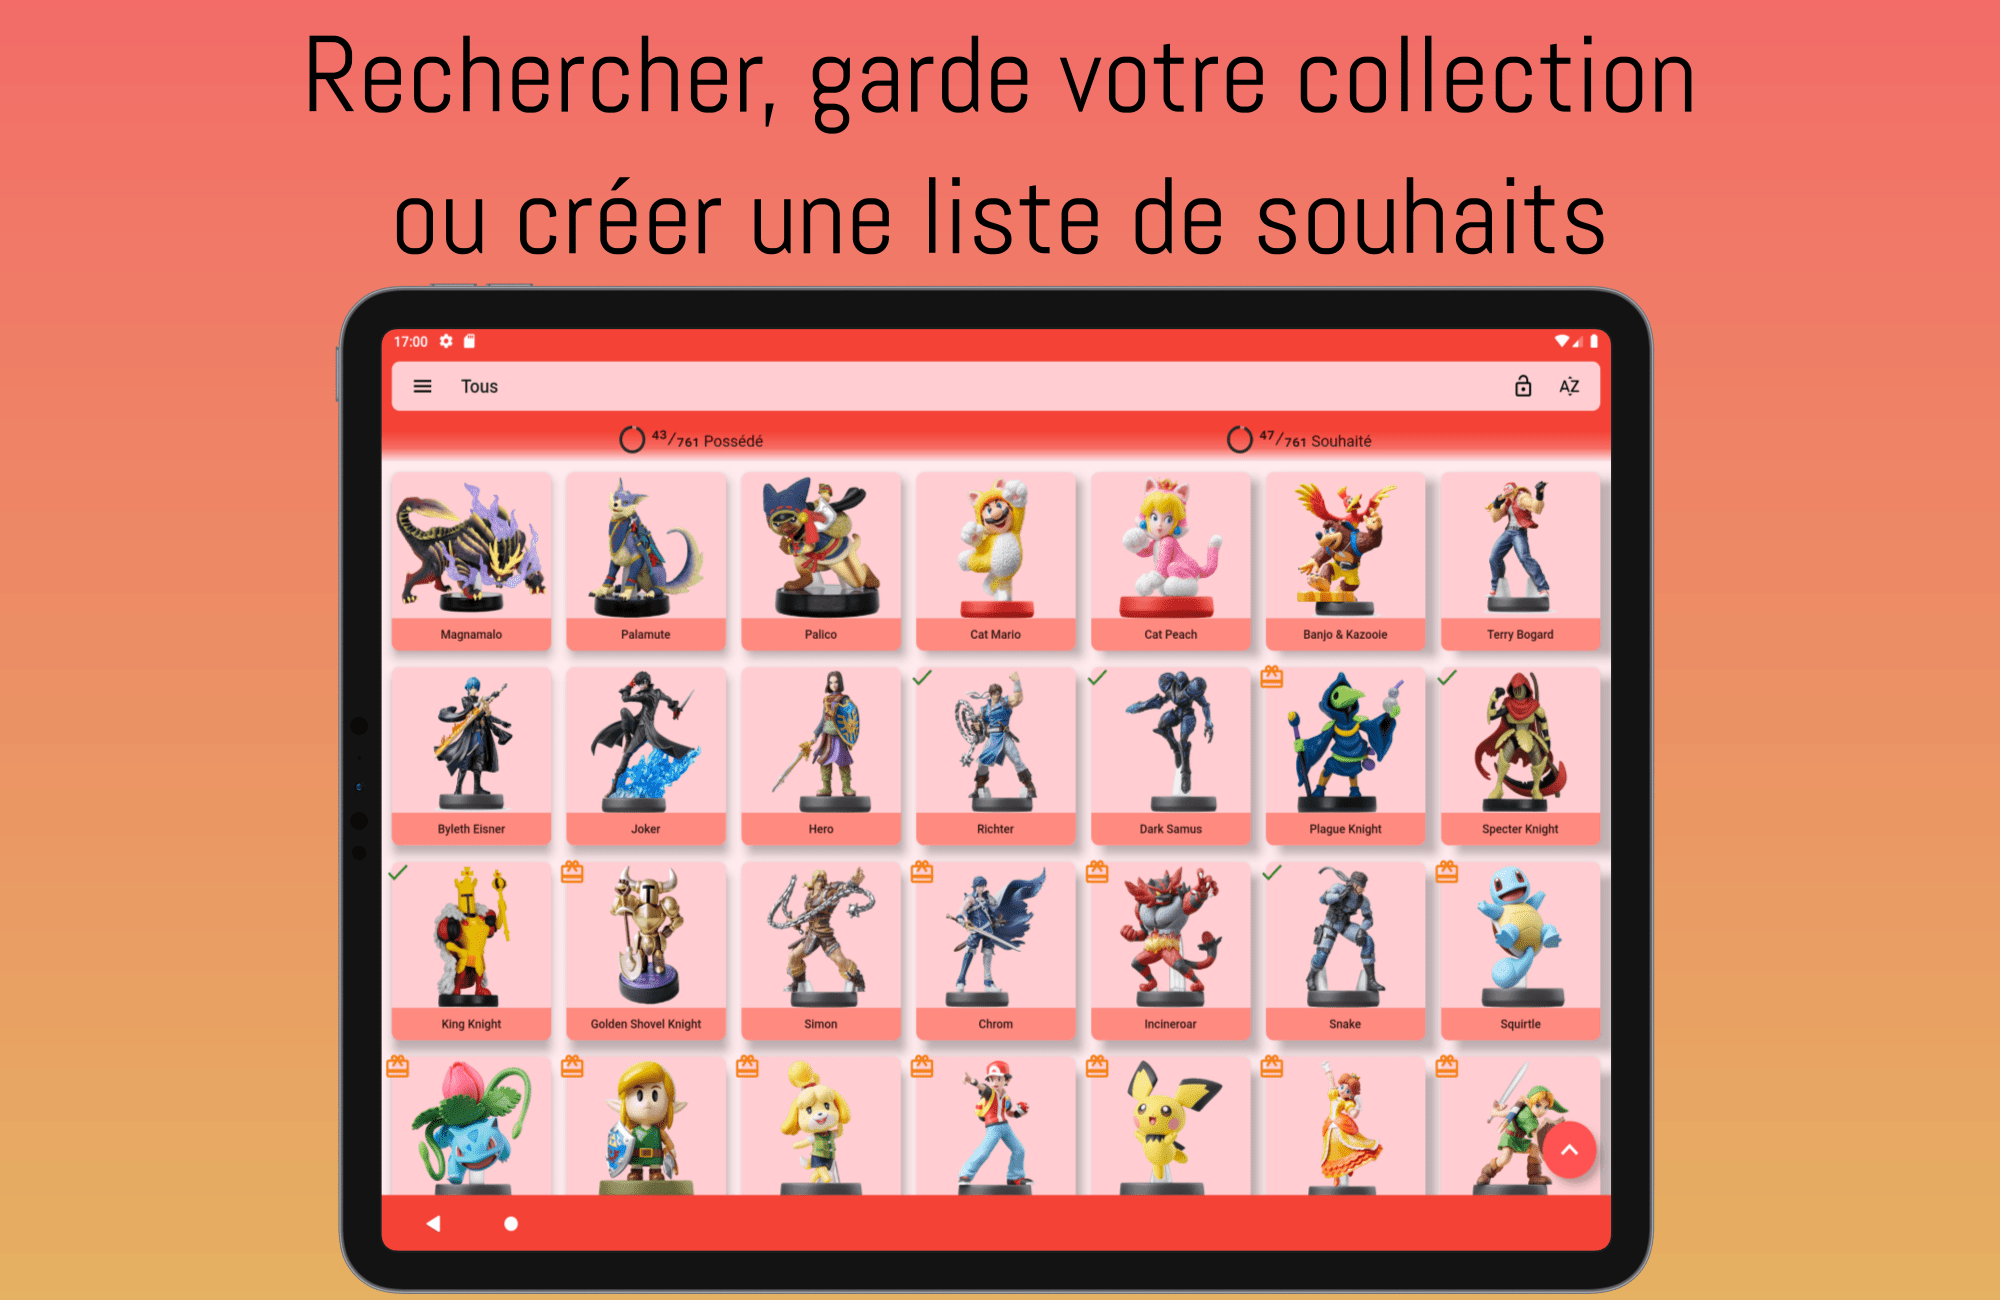 Rechercher, garde votre collection
ou créer une liste de souhaits
17:00
Tous
AZ
43/761 Possédé
47/761 Souhaité
Magnamalo
Palamute
Palico
Cat Mario
Cat Peach
Banjo & Kazooie
Terry Bogard
Byleth Eisner
Joker
Hero
Richter
Dark Samus
Plague Knight
Specter Knight
King Knight
Golden Shovel Knight
Simon
Chrom
Incineroar
Snake
Squirtle